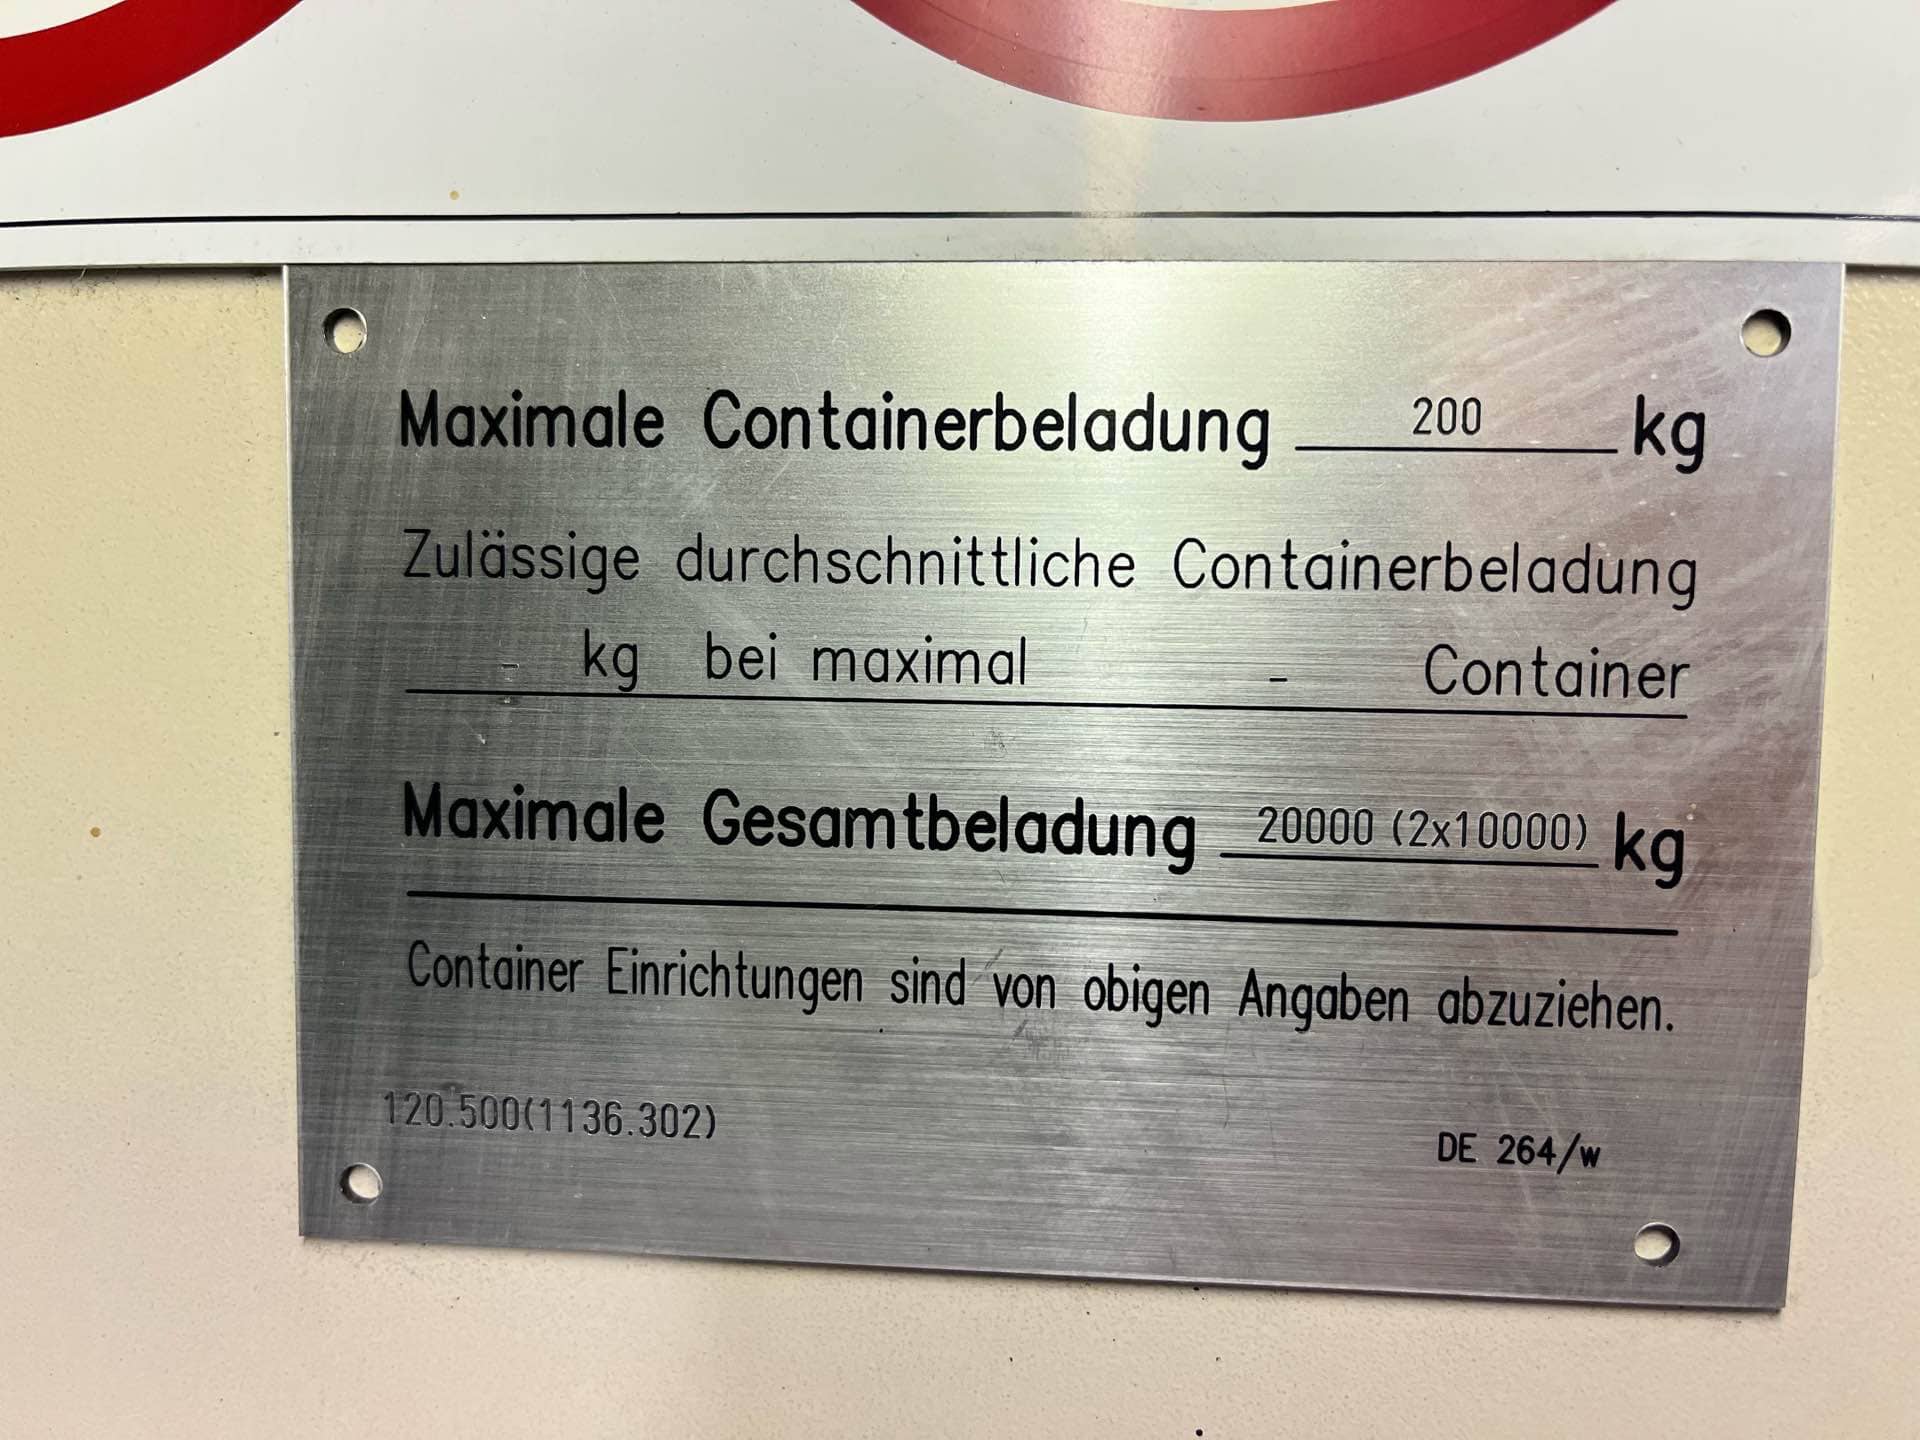 Maximale Containerbeladung 200 kg
Zulässige durchschnittliche Containerbeladung
- kg bei maximal - Container
Maximale Gesamtbeladung 20000 (2x10000) kg
Container Einrichtungen sind von obigen Angaben abzuziehen.
120.500(1136.302)
DE 264/w